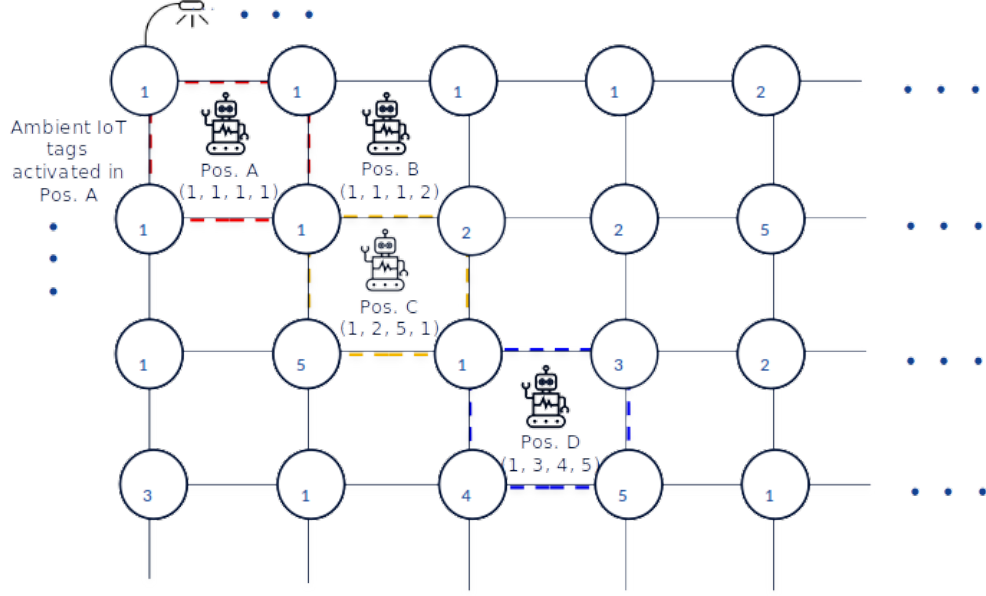 1 1 1 1 2
Ambient IoT
tags
activated in
Pos. A
Pos. A
(1, 1, 1, 1)
Pos. B
(1, 1, 1, 2)
1 1 2 2 5
Pos. C
(1, 2, 5, 1)
1 5 1 3 2
Pos. D
(1, 3, 4, 5)
3 1 4 5 1